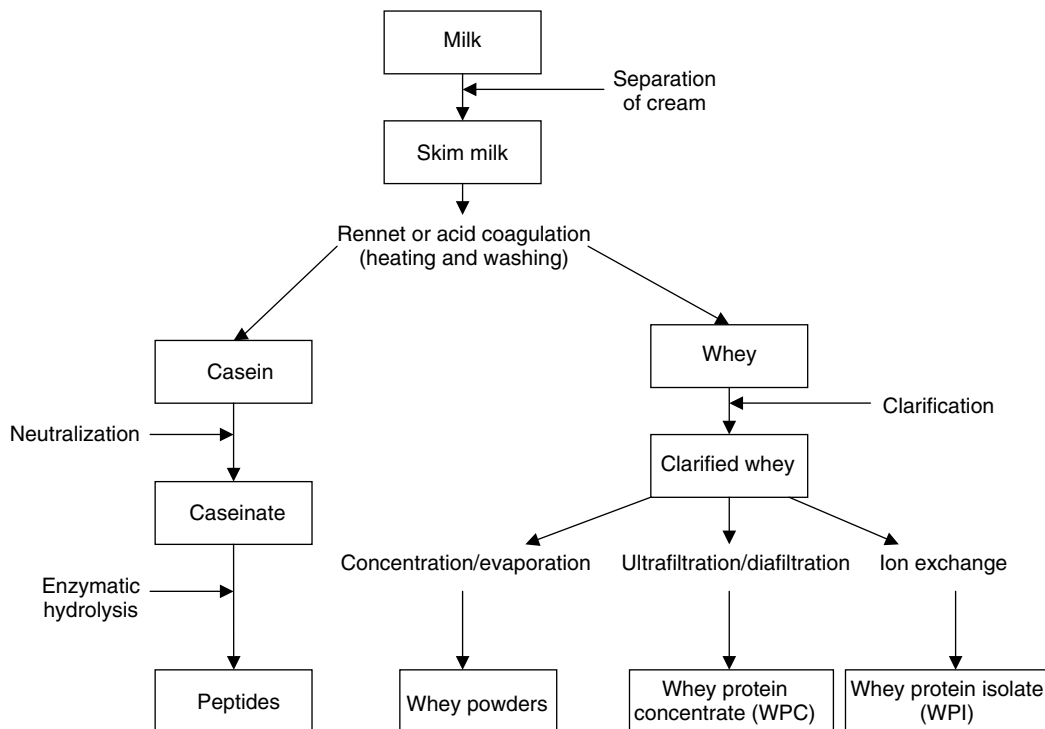 Milk
Separation
of cream
Skim milk
Rennet or acid coagulation
(heating and washing)
Casein
Whey
Neutralization
Clarification
Caseinate
Clarified whey
Enzymatic
hydrolysis
Concentration/evaporation
Ultrafiltration/diafiltration
Ion exchange
Peptides
Whey powders
Whey protein
concentrate (WPC)
Whey protein isolate
(WPI)